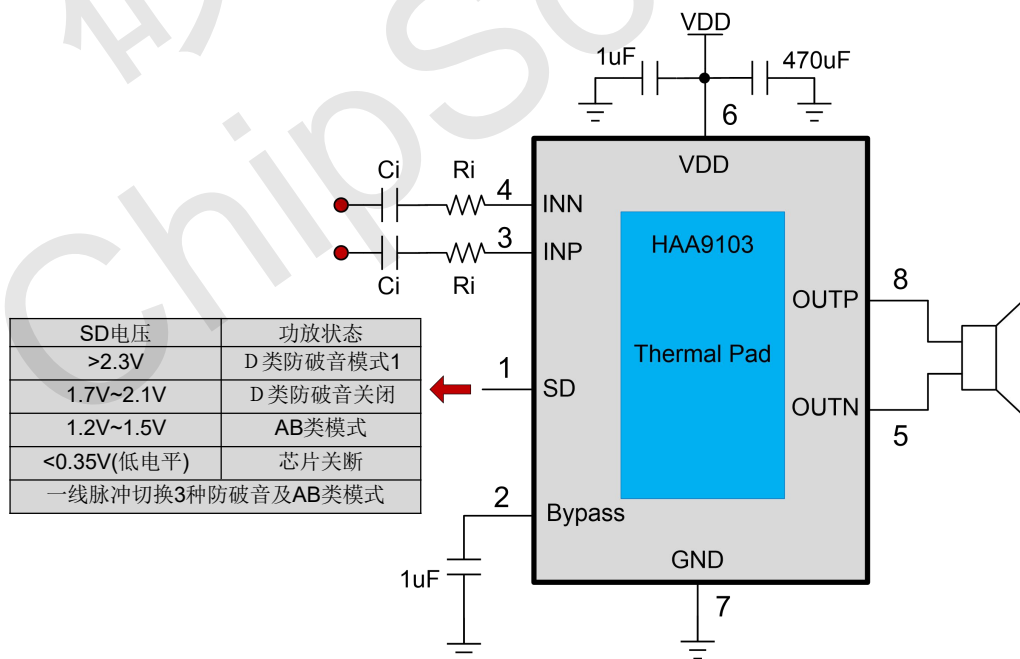 VDD
1uF
470uF
6
VDD
Ci
Ri
4
INN
3
INP
Ci
Ri
HAA9103
Thermal Pad
OUTP
8
OUTN
5
SD电压 功放状态
>2.3V D类防破音模式1
1.7V~2.1V D类防破音关闭
1.2V~1.5V AB类模式
<0.35V(低电平) 芯片关断
一线脉冲切换3种防破音及AB类模式
1
SD
2
Bypass
1uF
GND
7